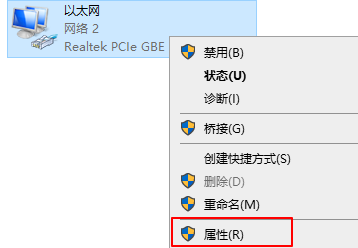 以太网
网络 2
Realtek PCIe GBE
禁用(B)
状态(U)
诊断(I)
桥接(G)
创建快捷方式(S)
删除(D)
重命名(M)
属性(R)